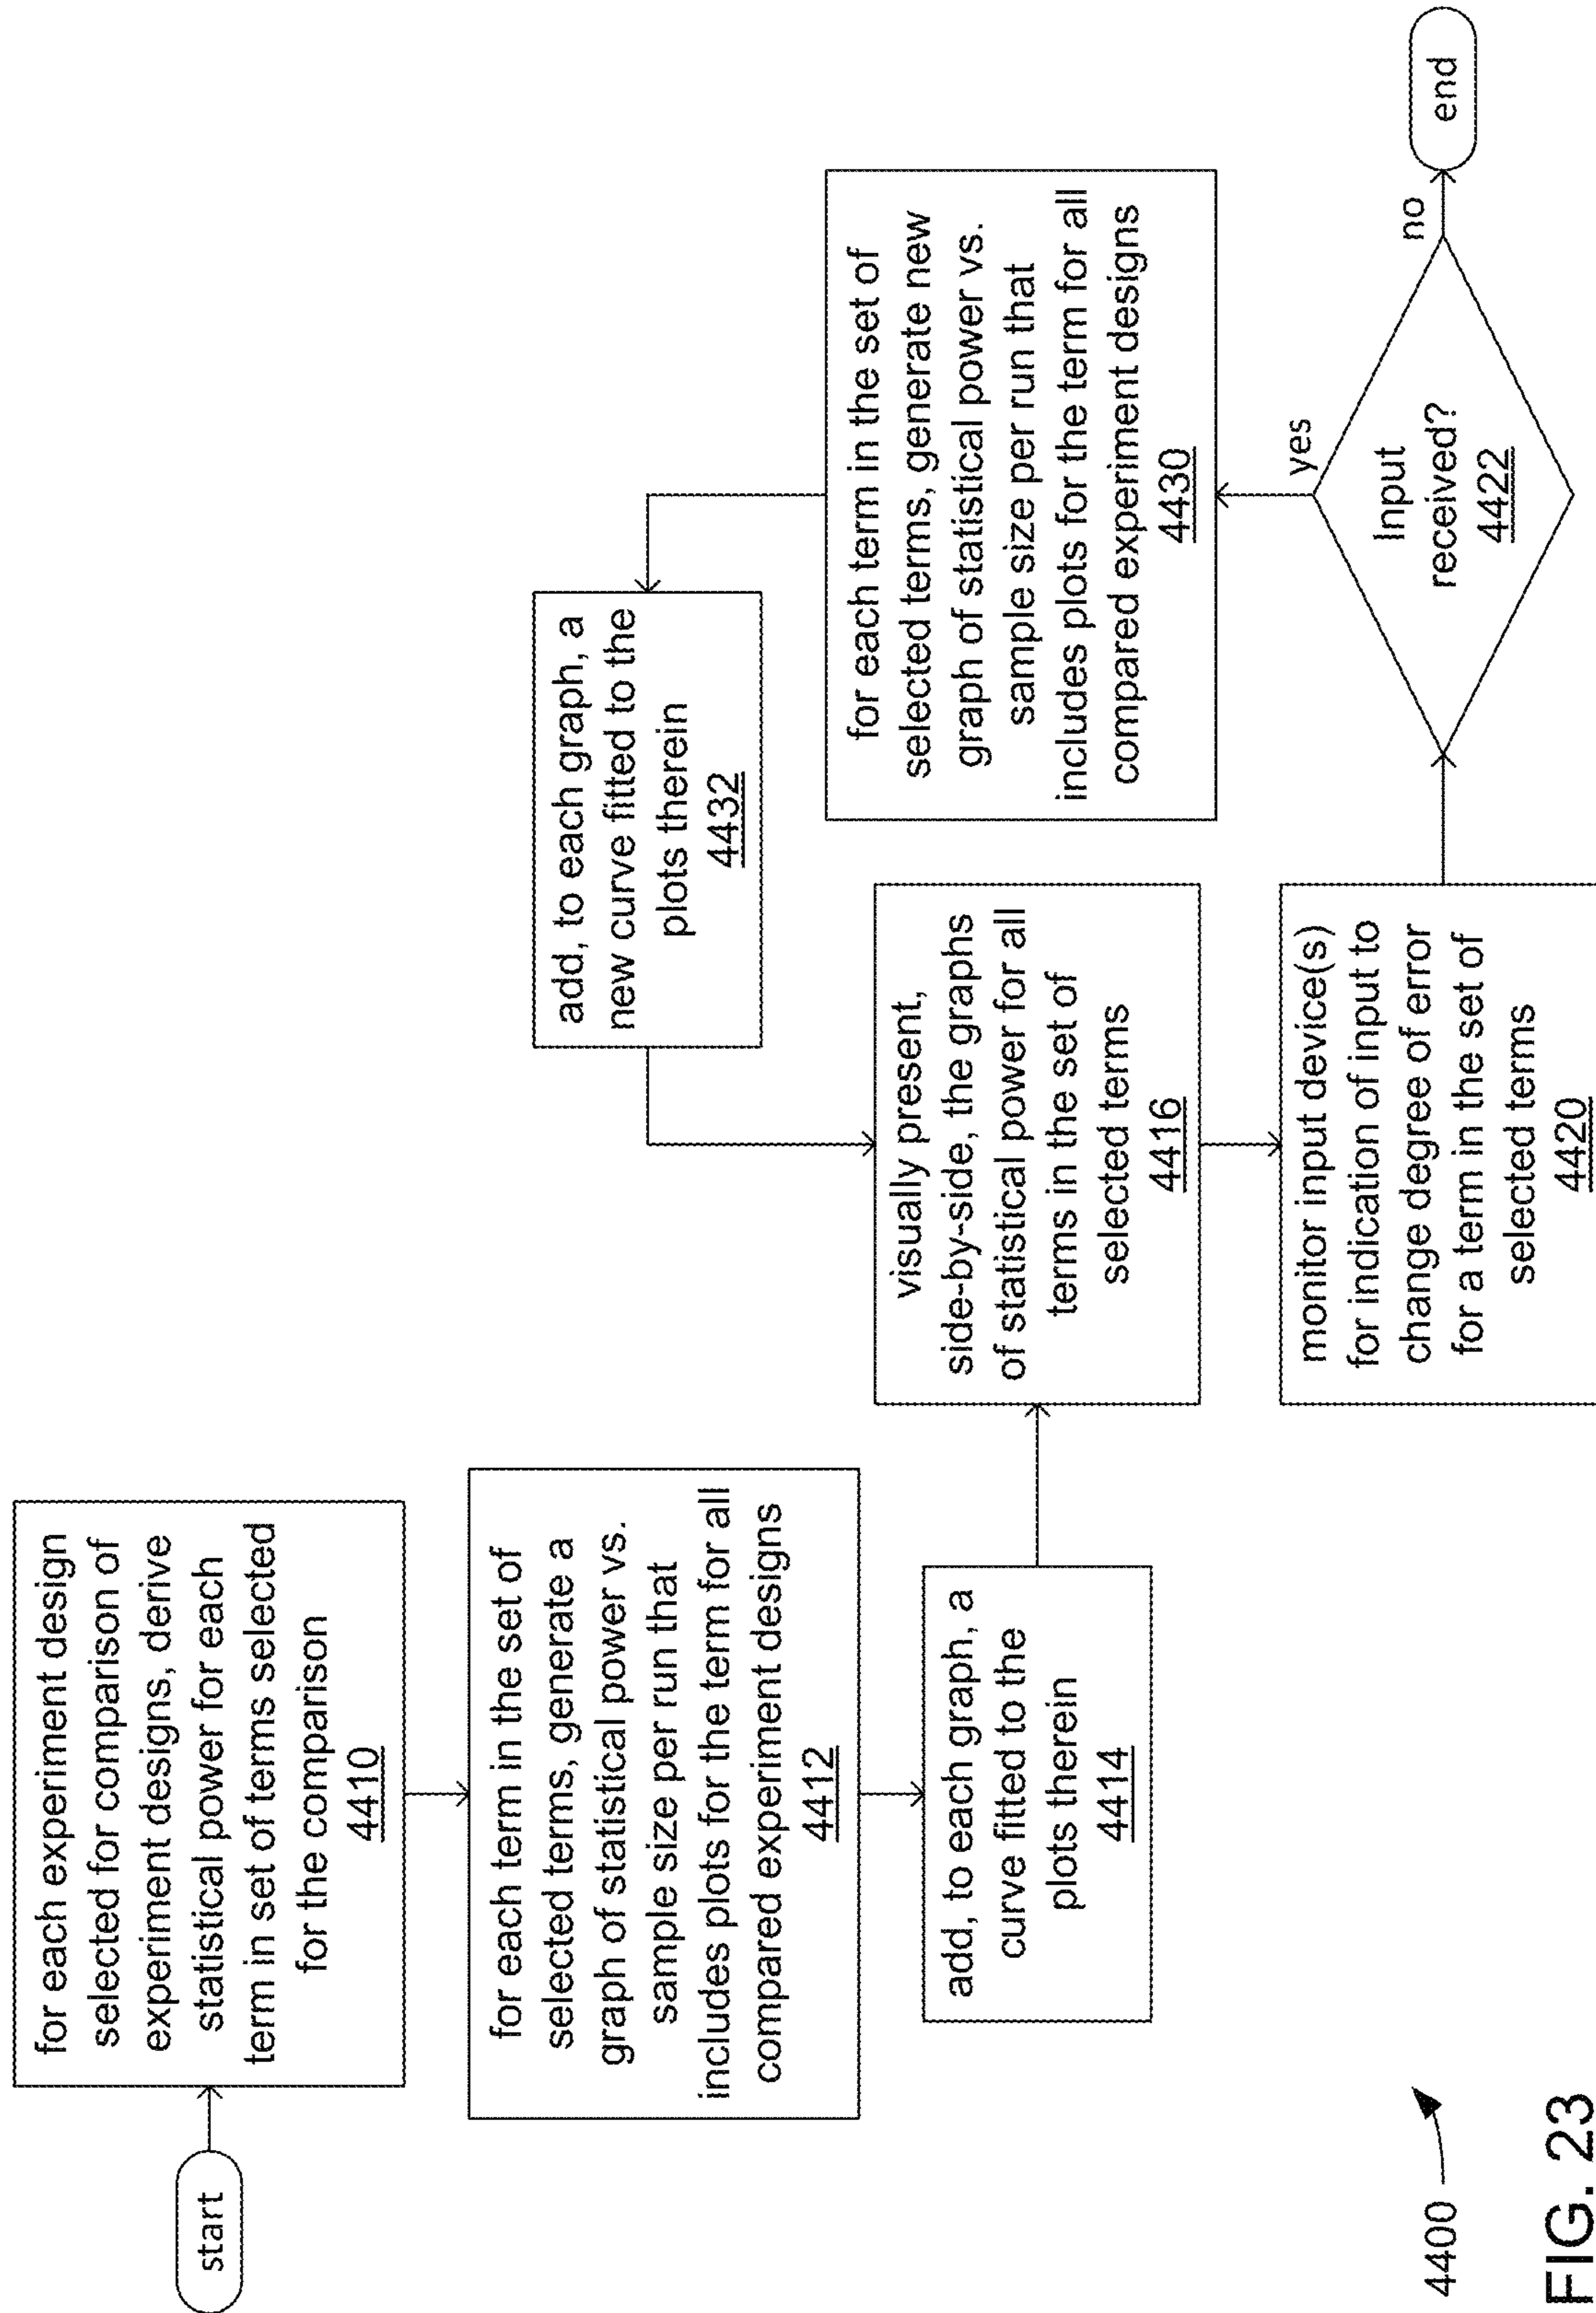 start
for each experiment design
selected for comparison of
experiment designs, derive
statistical power for each
term in set of terms selected
for the comparison
4410
for each term in the set of
selected terms, generate a
graph of statistical power vs.
sample size per run that
includes plots for the term for all
compared experiment designs
4412
add, to each graph, a
curve fitted to the
plots therein
4414
visually present,
side-by-side, the graphs
of statistical power for all
terms in the set of
selected terms
4416
monitor input device(s)
for indication of input to
change degree of error
for a term in the set of
selected terms
4420
Input
received?
4422
yes
no
end
for each term in the set of
selected terms, generate new
graph of statistical power vs.
sample size per run that
includes plots for the term for all
compared experiment designs
4430
add, to each graph, a
new curve fitted to the
plots therein
4432
4400
FIG. 23